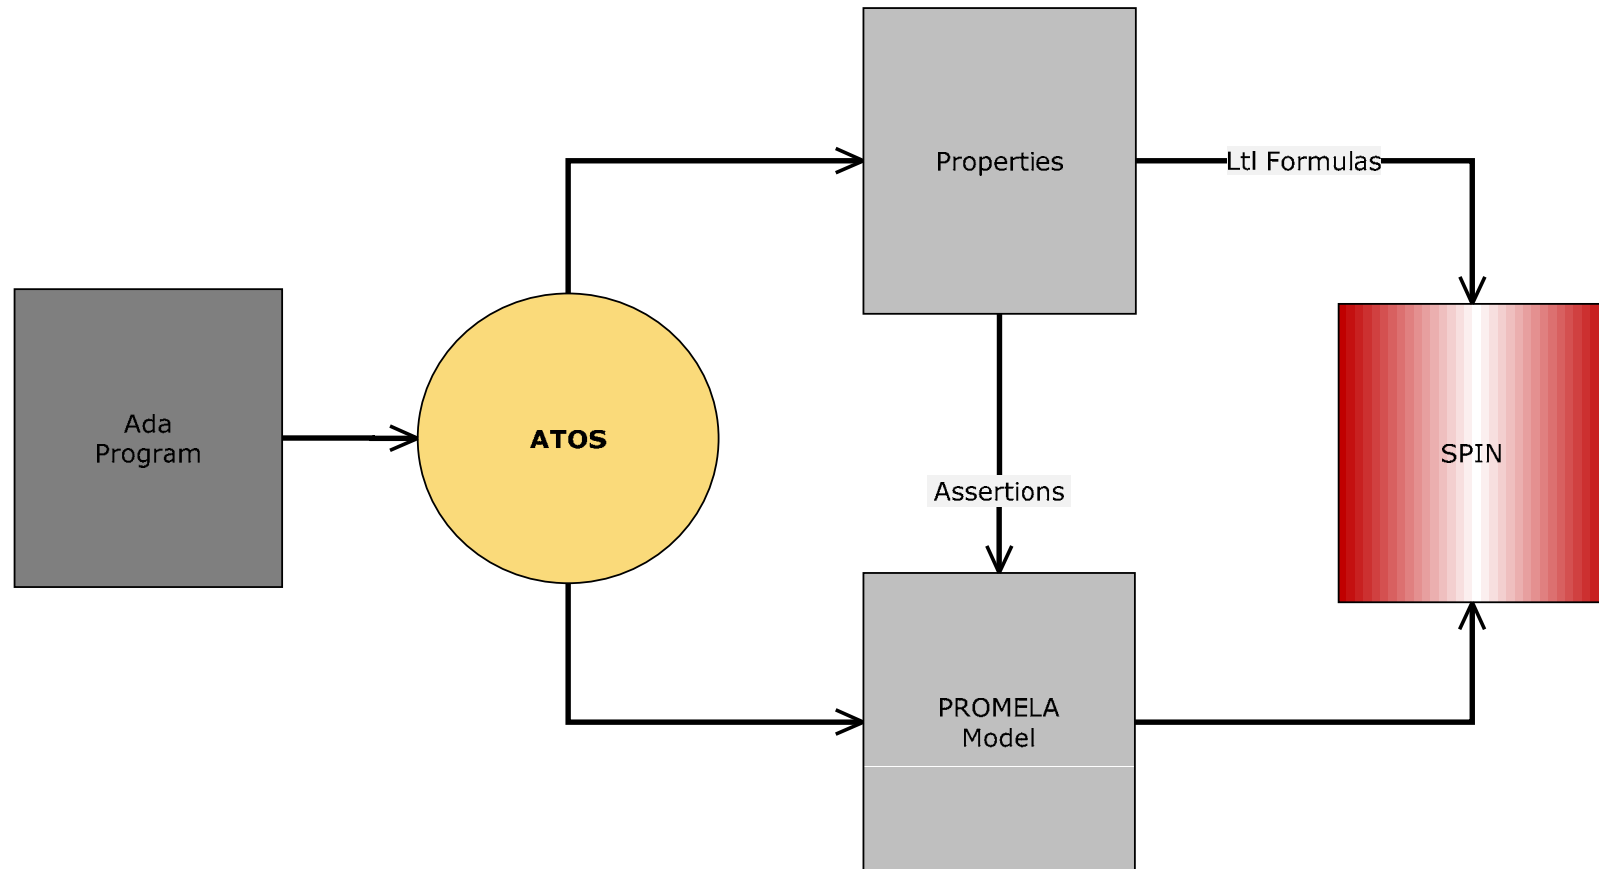 Properties
Ltl Formulas
Ada
Program
ATOS
SPIN
Assertions
PROMELA
Model